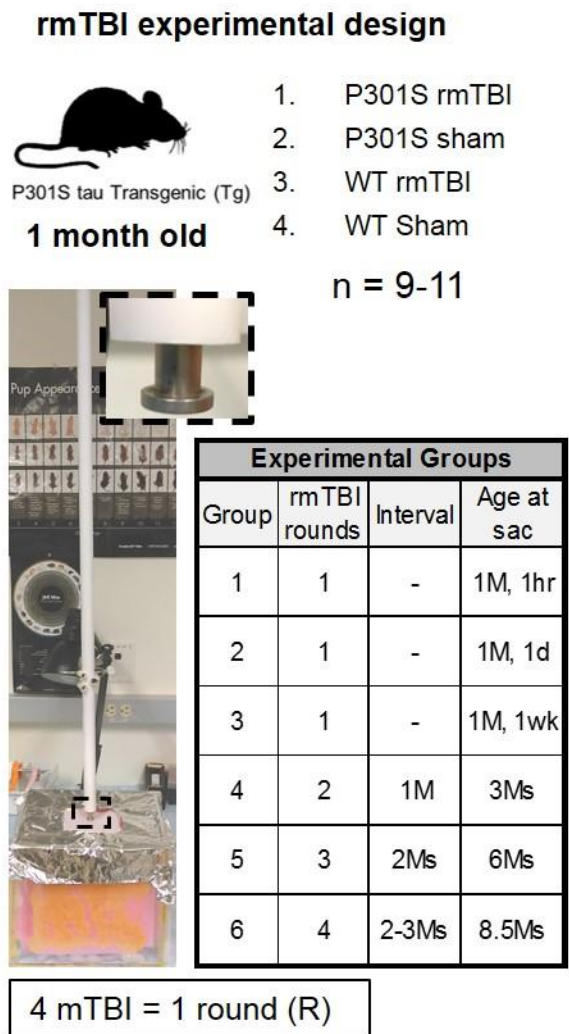 rmTBI experimental design
P301S tau Transgenic (Tg)
1 month old
1. P301S rmTBI
2. P301S sham
3. WT rmTBI
4. WT Sham
n = 9-11
Pup Appearance
Experimental Groups
Group rmTBI rounds Interval Age at sac
1 1 - 1M, 1hr
2 1 - 1M, 1d
3 1 - 1M, 1wk
4 2 1M 3Ms
5 3 2Ms 6Ms
6 4 2-3Ms 8.5Ms
4 mTBI = 1 round (R)